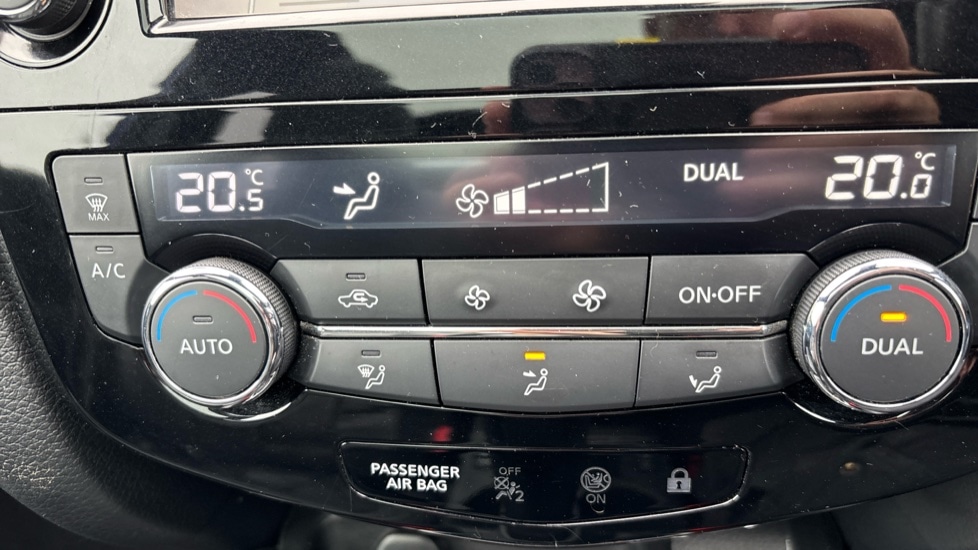 20.5°C DUAL 20.0°C
MAX
A/C
AUTO
ON·OFF
DUAL
PASSENGER
AIR BAG
OFF
2
ON